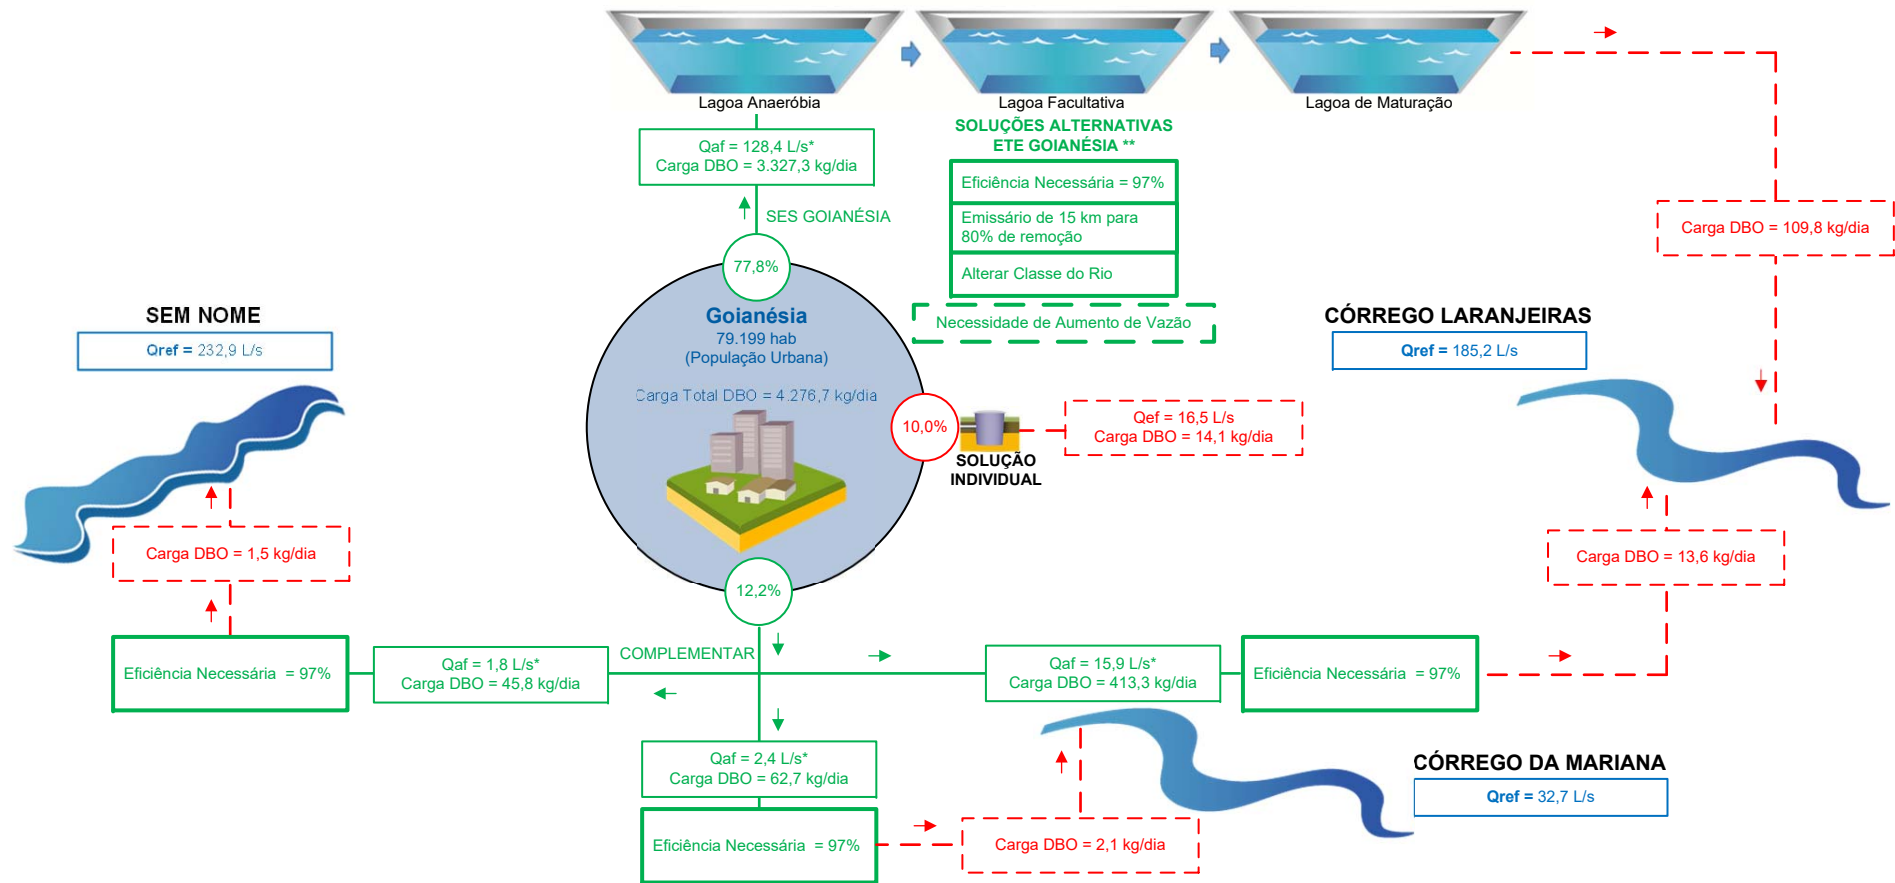 Lagoa Anaeróbia
Lagoa Facultativa
Lagoa de Maturação
Qaf = 128,4 L/s*
Carga DBO = 3.327,3 kg/dia
SOLUÇÕES ALTERNATIVAS
ETE GOIANÉSIA **
Eficiência Necessária = 97%
Emissário de 15 km para
80% de remoção
Alterar Classe do Rio
Necessidade de Aumento de Vazão
SES GOIANÉSIA
77,8%
Carga DBO = 109,8 kg/dia
SEM NOME
Qref = 232,9 L/s
Goianésia
79.199 hab
(População Urbana)
Carga Total DBO = 4.276,7 kg/dia
CÓRREGO LARANJEIRAS
Qref = 185,2 L/s
10,0%
SOLUÇÃO
INDIVIDUAL
Qef = 16,5 L/s
Carga DBO = 14,1 kg/dia
Carga DBO = 1,5 kg/dia
Carga DBO = 13,6 kg/dia
12,2%
COMPLEMENTAR
Eficiência Necessária = 97%
Qaf = 1,8 L/s*
Carga DBO = 45,8 kg/dia
Qaf = 15,9 L/s*
Carga DBO = 413,3 kg/dia
Eficiência Necessária = 97%
Qaf = 2,4 L/s*
Carga DBO = 62,7 kg/dia
CÓRREGO DA MARIANA
Qref = 32,7 L/s
Eficiência Necessária = 97%
Carga DBO = 2,1 kg/dia